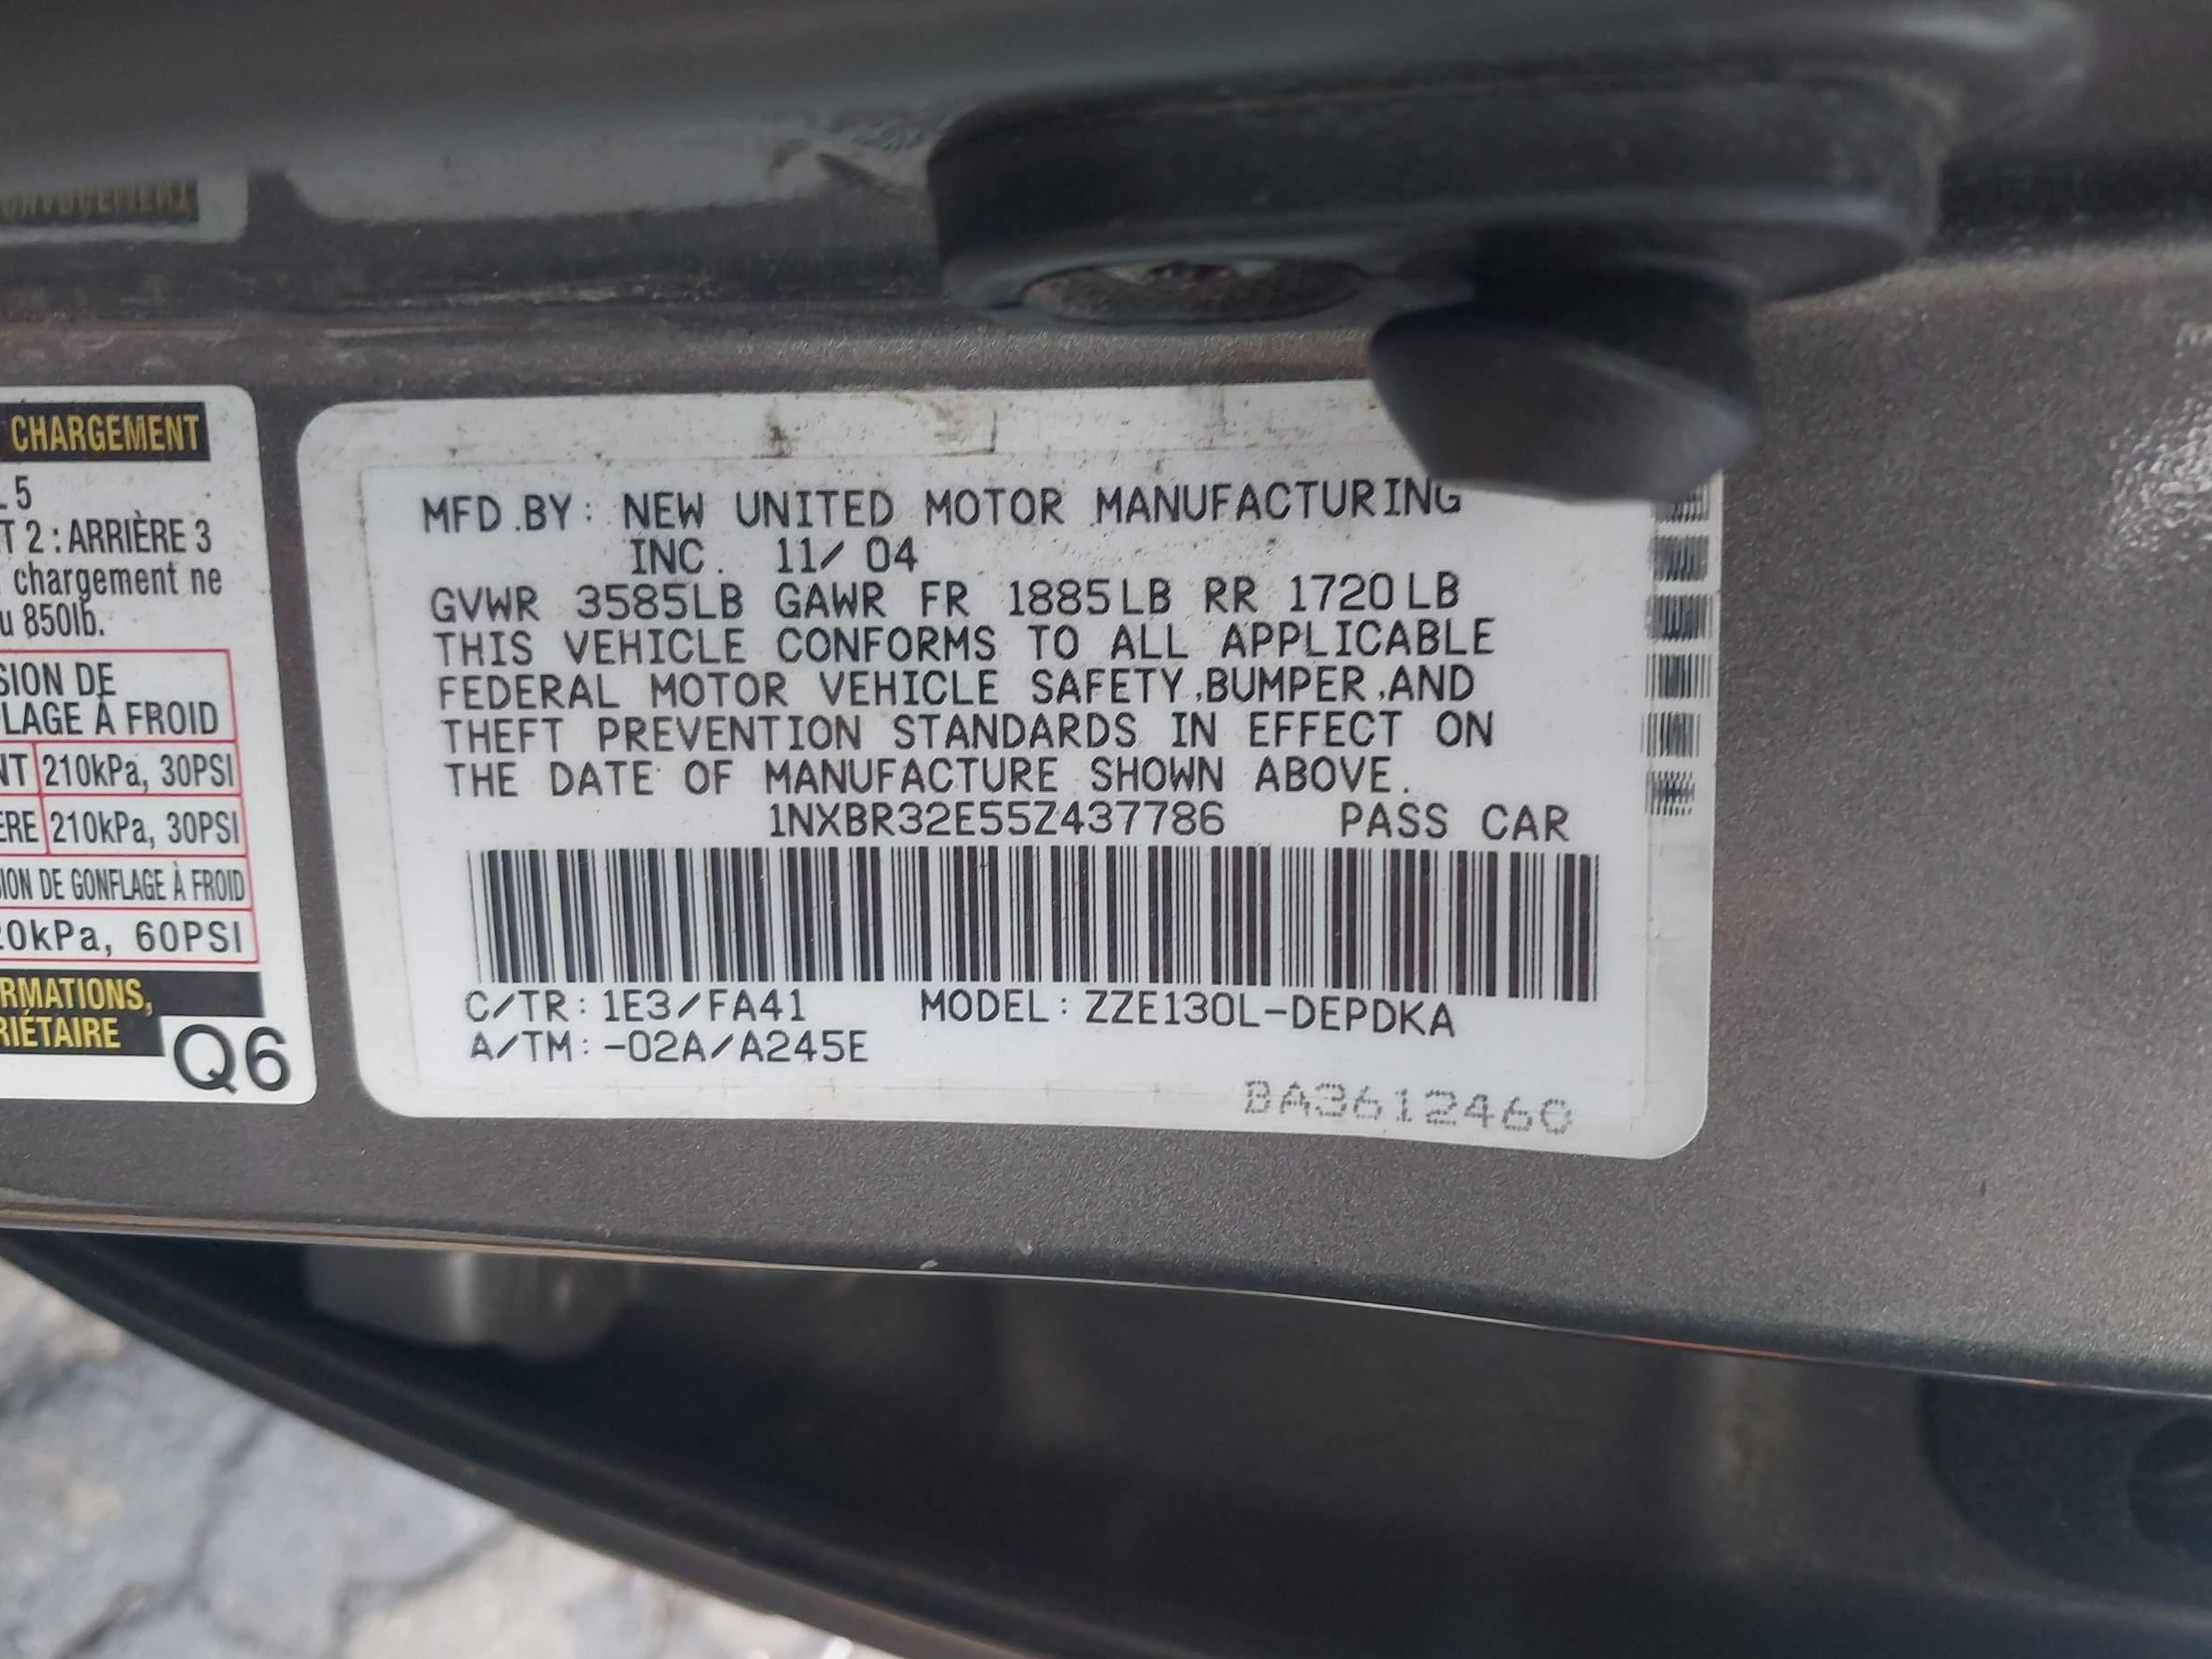 CHARGEMENT
5
T 2 : ARRIÈRE 3
chargement ne
850lb.
SION DE
LAGE À FROID
NT 210kPa, 30PSI
ÈRE 210kPa, 30PSI
ION DE GONFLAGE À FROID
20kPa, 60PSI
RMATIONS,
RIÉTAIRE
Q6
MFD.BY: NEW UNITED MOTOR MANUFACTURING
INC. 11/ 04
GVWR 3585LB GAWR FR 1885LB RR 1720LB
THIS VEHICLE CONFORMS TO ALL APPLICABLE
FEDERAL MOTOR VEHICLE SAFETY,BUMPER,AND
THEFT PREVENTION STANDARDS IN EFFECT ON
THE DATE OF MANUFACTURE SHOWN ABOVE.
1NXBR32E55Z437786 PASS CAR
C/TR: 1E3/FA41 MODEL: ZZE130L-DEPDKA
A/TM: -02A/A245E
BA3612460